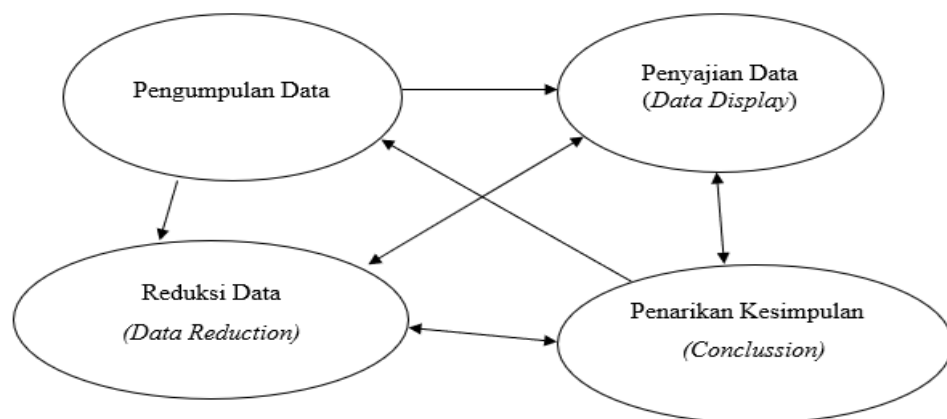 Pengumpulan Data
Penyajian Data
(Data Display)
Reduksi Data
(Data Reduction)
Penarikan Kesimpulan
(Conclussion)